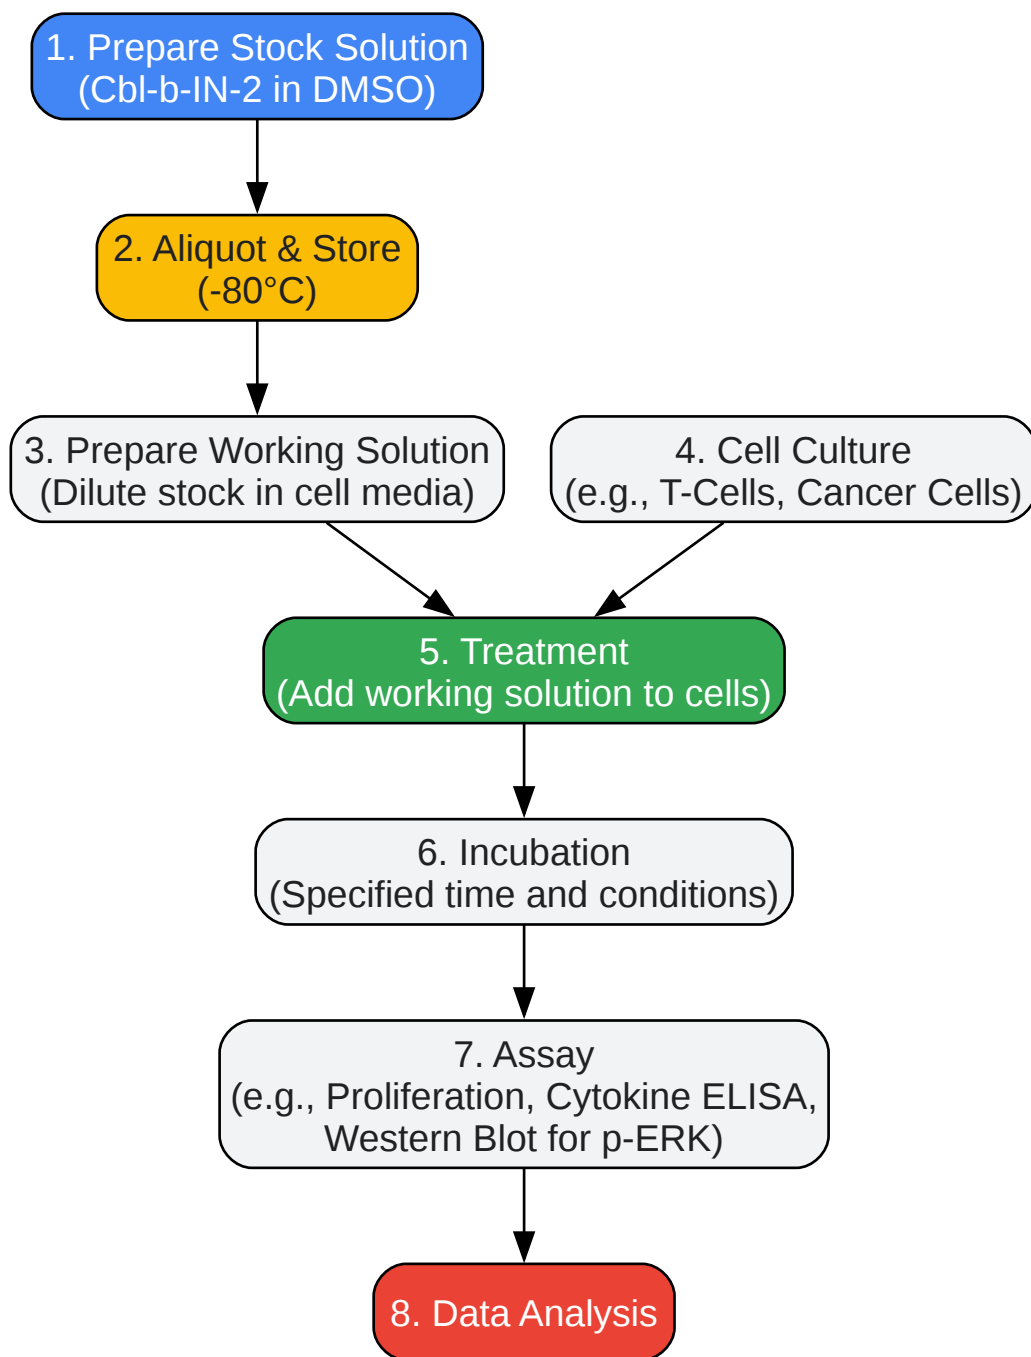 1. Prepare Stock Solution
(Cbl-b-IN-2 in DMSO)
2. Aliquot & Store
(-80°C)
3. Prepare Working Solution
(Dilute stock in cell media)
4. Cell Culture
(e.g., T-Cells, Cancer Cells)
5. Treatment
(Add working solution to cells)
6. Incubation
(Specified time and conditions)
7. Assay
(e.g., Proliferation, Cytokine ELISA,
Western Blot for p-ERK)
8. Data Analysis